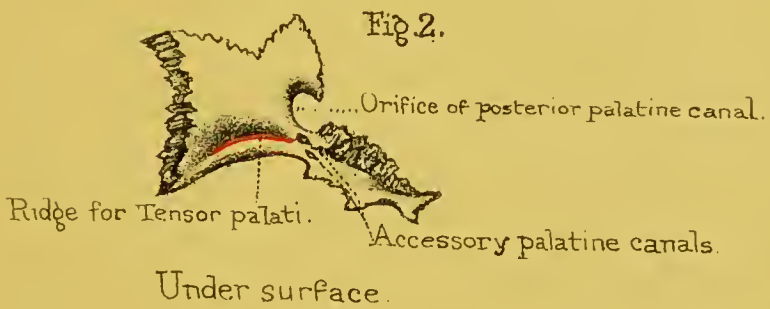 Fig.2.
.....Orifice of posterior palatine canal.
Ridge for Tensor palati.
Accessory palatine canals.
Under surface.